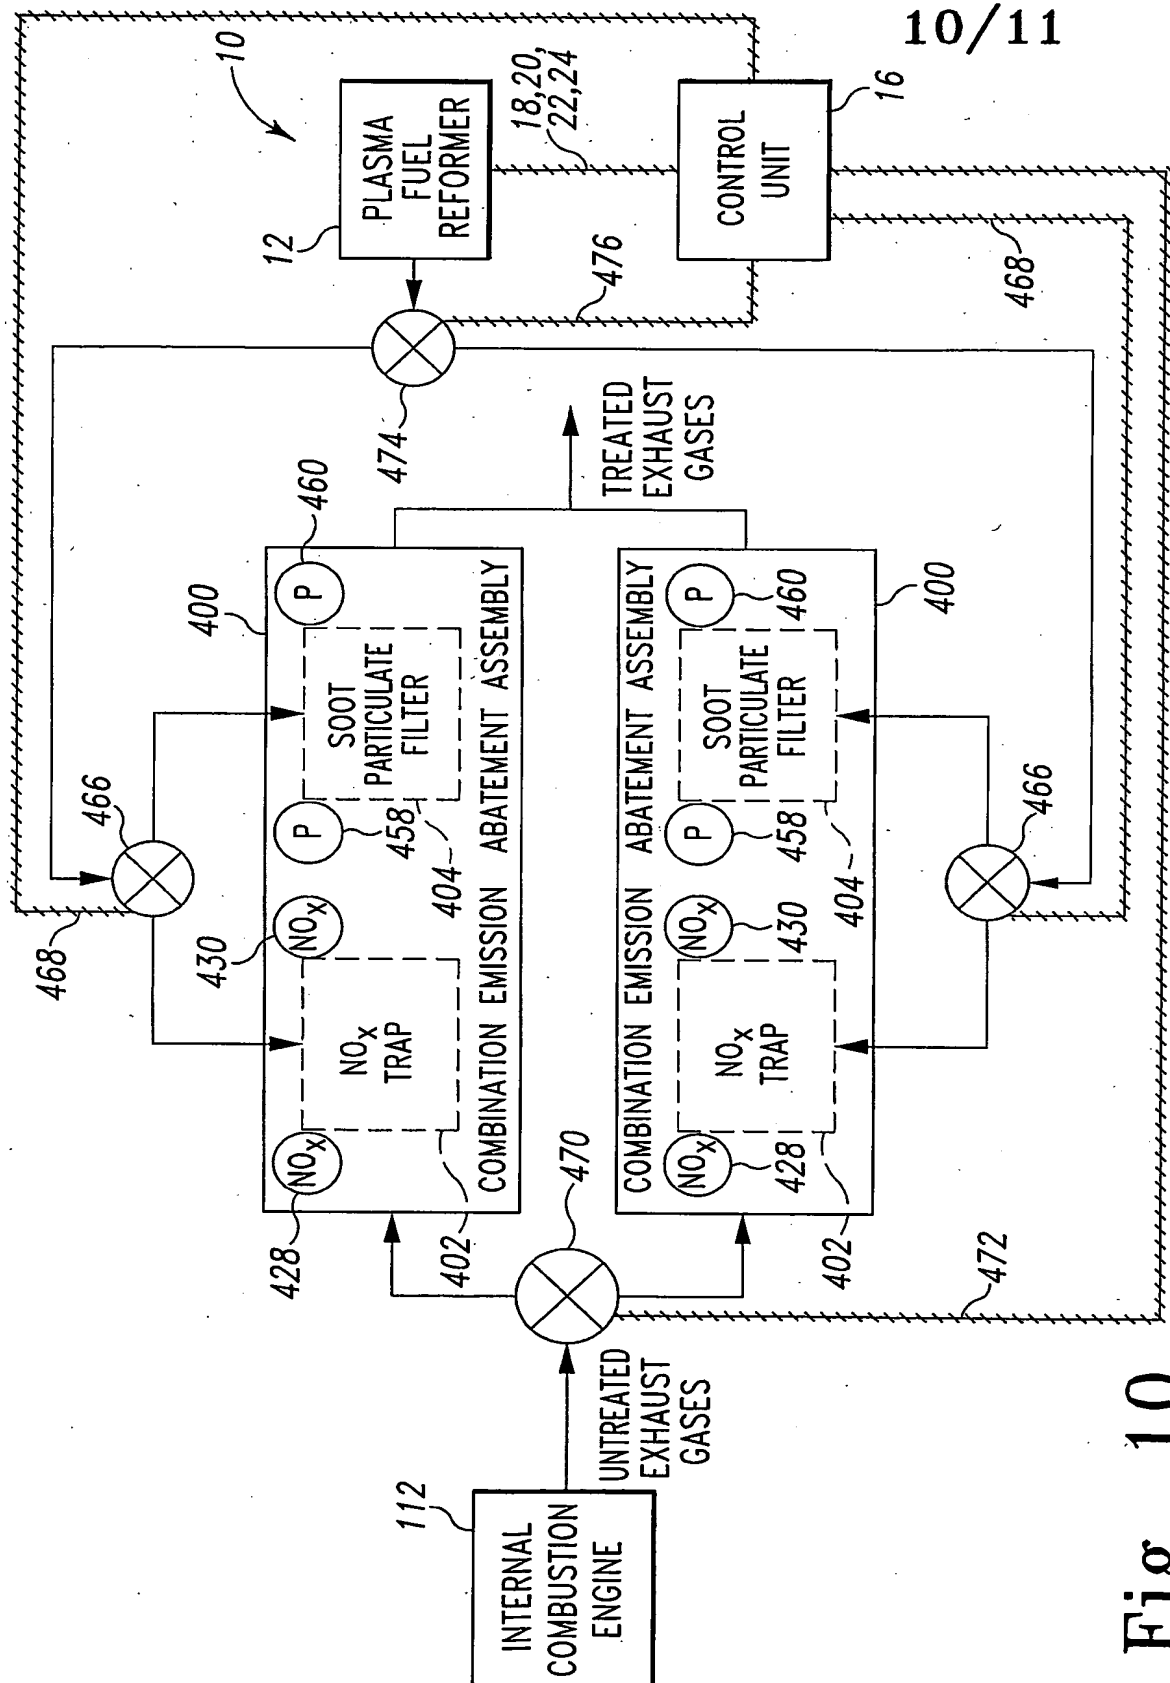 10/11
10
PLASMA
FUEL
REFORMER
12
18,20,
22,24
CONTROL
UNIT
16
476
468
474
TREATED
EXHAUST
GASES
466
468
400
460
P
SOOT
PARTICULATE
FILTER
P
458
404
430
NOX
NOX
TRAP
NOX
428
402
COMBINATION EMISSION ABATEMENT ASSEMBLY
COMBINATION EMISSION ABATEMENT ASSEMBLY
400
P
460
SOOT
PARTICULATE
FILTER
P
458
404
NOX
430
NOX
TRAP
NOX
428
402
466
470
472
UNTREATED
EXHAUST
GASES
112
INTERNAL
COMBUSTION
ENGINE
Fig. 10